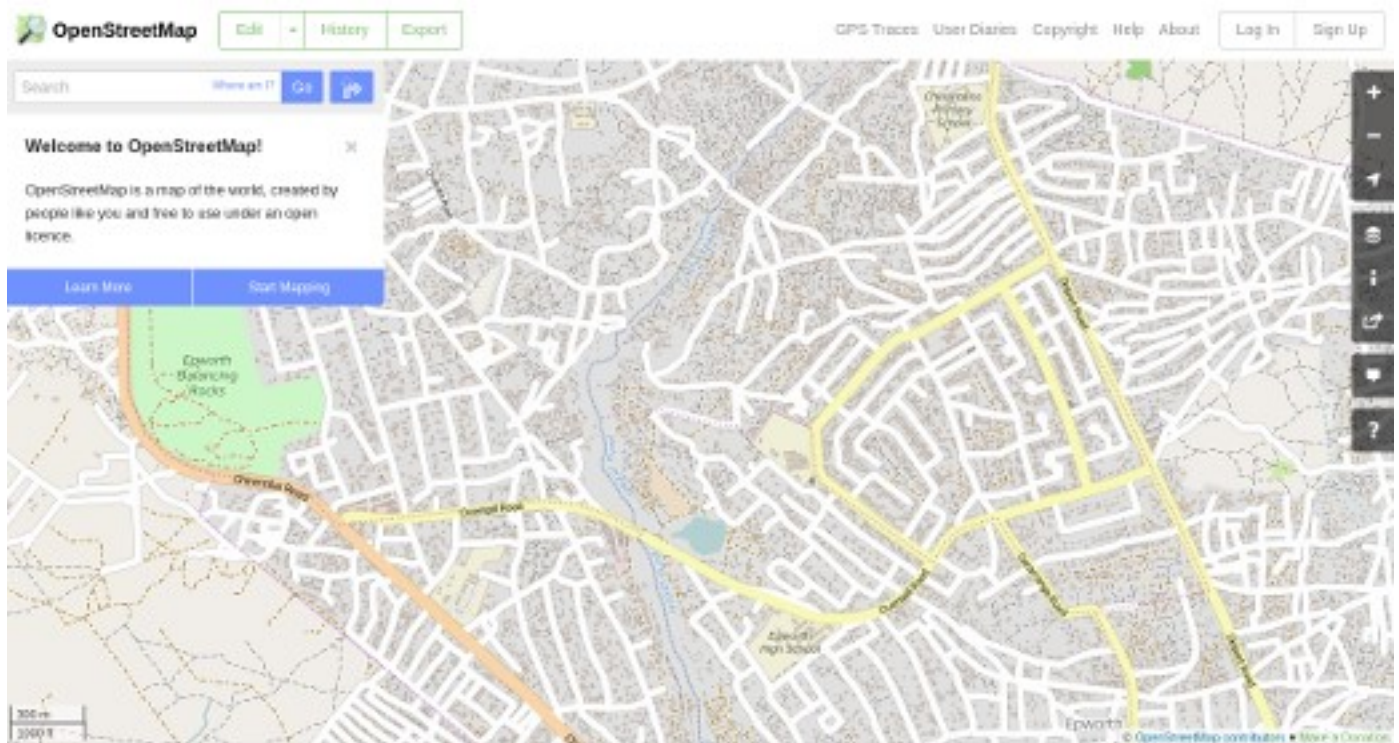 OpenStreetMap
Edit
History
Export
GPS Traces
User Diaries
Copyright
Help
About
Log In
Sign Up
Search
Where am I?
Go
Welcome to OpenStreetMap!
×
OpenStreetMap is a map of the world, created by
people like you and free to use under an open
licence.
Learn More
Start Mapping
Epworth
Balancing
Rocks
Chiremba Road
Primary
School
Epworth
High School
Epworth
300 m
1000 ft
© OpenStreetMap contributors ♥ Make a Donation